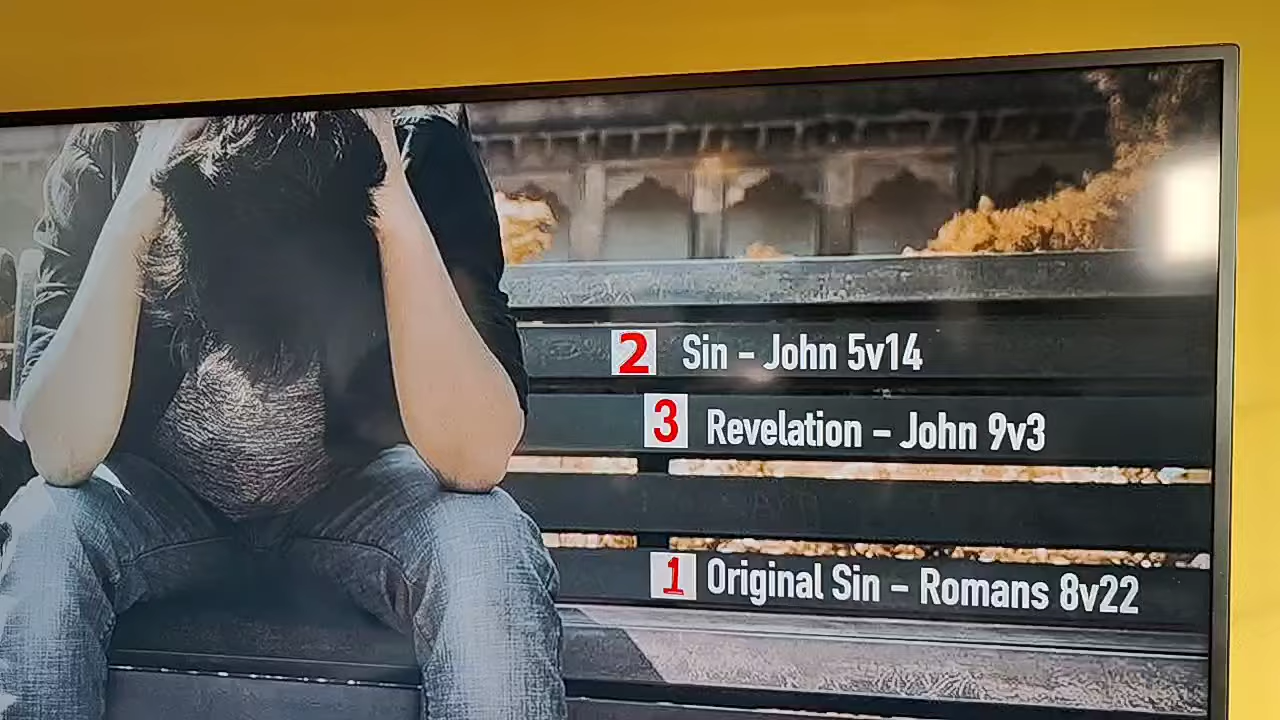 2 Sin – John 5v14
3 Revelation – John 9v3
1 Original Sin – Romans 8v22